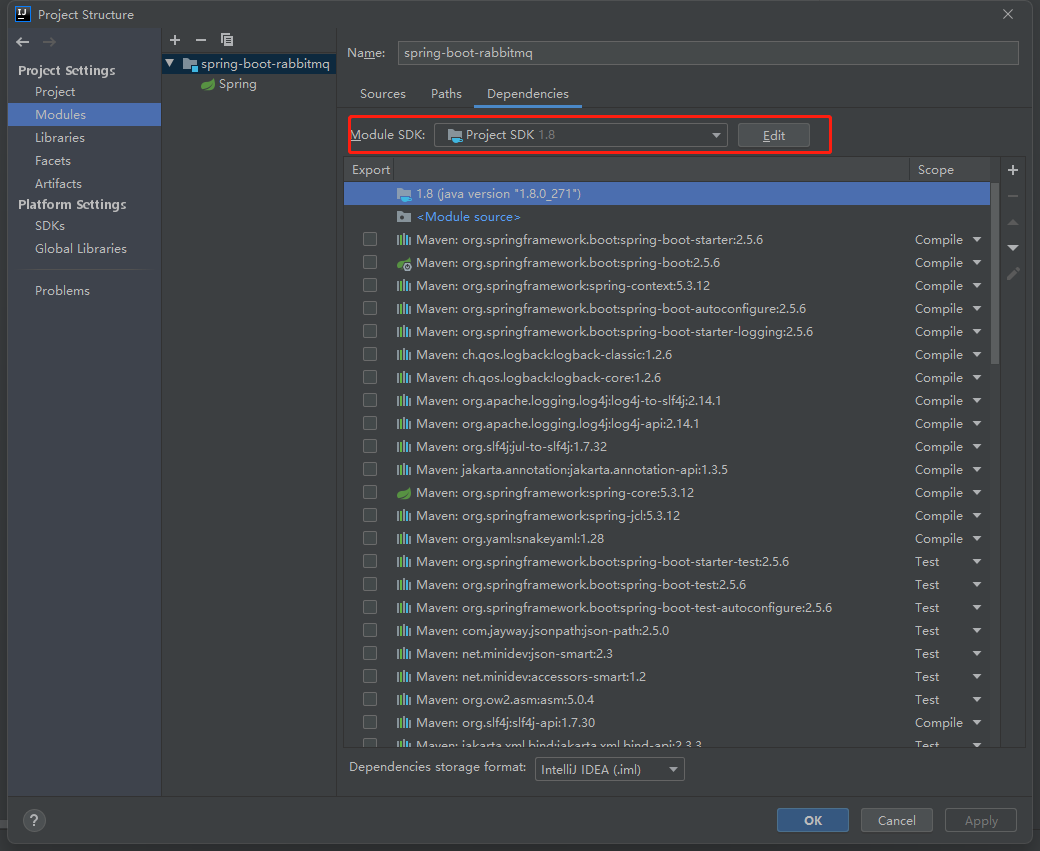 Project Structure
Project Settings
Project
Modules
Libraries
Facets
Artifacts
Platform Settings
SDKs
Global Libraries
Problems
spring-boot-rabbitmq
Spring
Name: spring-boot-rabbitmq
Sources Paths Dependencies
Module SDK: Project SDK 1.8 Edit
Export Scope
1.8 (java version "1.8.0_271")
<Module source>
Maven: org.springframework.boot:spring-boot-starter:2.5.6 Compile
Maven: org.springframework.boot:spring-boot:2.5.6 Compile
Maven: org.springframework:spring-context:5.3.12 Compile
Maven: org.springframework.boot:spring-boot-autoconfigure:2.5.6 Compile
Maven: org.springframework.boot:spring-boot-starter-logging:2.5.6 Compile
Maven: ch.qos.logback:logback-classic:1.2.6 Compile
Maven: ch.qos.logback:logback-core:1.2.6 Compile
Maven: org.apache.logging.log4j:log4j-to-slf4j:2.14.1 Compile
Maven: org.apache.logging.log4j:log4j-api:2.14.1 Compile
Maven: org.slf4j:jul-to-slf4j:1.7.32 Compile
Maven: jakarta.annotation:jakarta.annotation-api:1.3.5 Compile
Maven: org.springframework:spring-core:5.3.12 Compile
Maven: org.springframework:spring-jcl:5.3.12 Compile
Maven: org.yaml:snakeyaml:1.28 Compile
Maven: org.springframework.boot:spring-boot-starter-test:2.5.6 Test
Maven: org.springframework.boot:spring-boot-test:2.5.6 Test
Maven: org.springframework.boot:spring-boot-test-autoconfigure:2.5.6 Test
Maven: com.jayway.jsonpath:json-path:2.5.0 Test
Maven: net.minidev:json-smart:2.3 Test
Maven: net.minidev:accessors-smart:1.2 Test
Maven: org.ow2.asm:asm:5.0.4 Test
Maven: org.slf4j:slf4j-api:1.7.30 Compile
Maven: jakarta.xml.bind:jakarta.xml.bind-api:2.3.3 Test
Dependencies storage format: IntelliJ IDEA (.iml)
? OK Cancel Apply